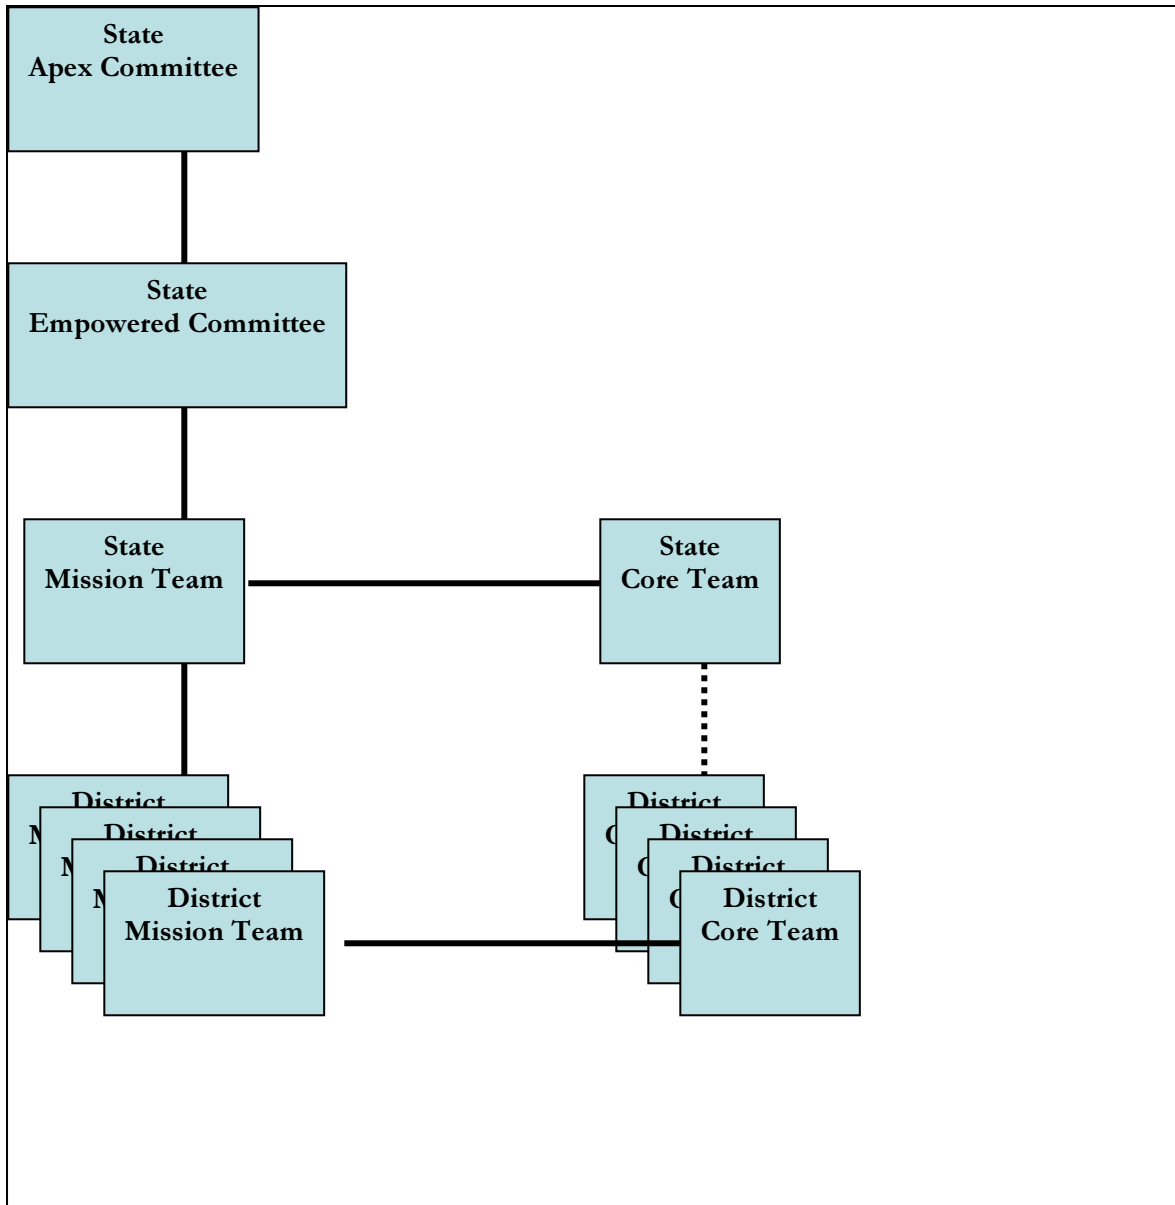 State
Apex Committee
State
Empowered Committee
State
Mission Team
State
Core Team
District
District
District
District
Mission Team
District
District
District
District
Core Team